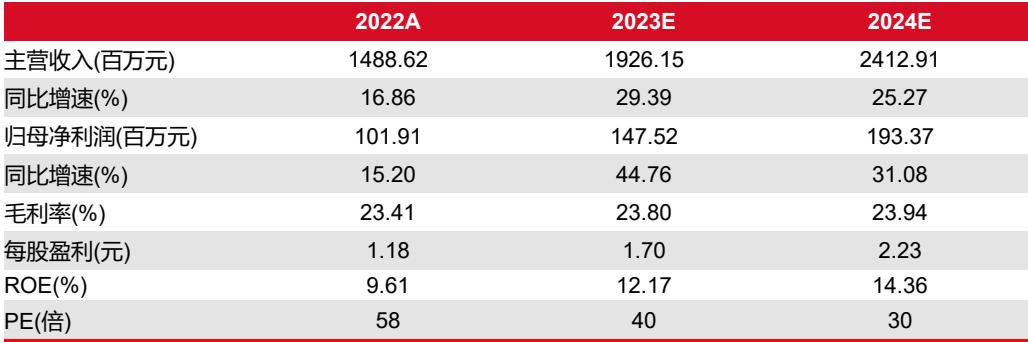 2022A 2023E 2024E
主营收入(百万元) 1488.62 1926.15 2412.91
同比增速(%) 16.86 29.39 25.27
归母净利润(百万元) 101.91 147.52 193.37
同比增速(%) 15.20 44.76 31.08
毛利率(%) 23.41 23.80 23.94
每股盈利(元) 1.18 1.70 2.23
ROE(%) 9.61 12.17 14.36
PE(倍) 58 40 30